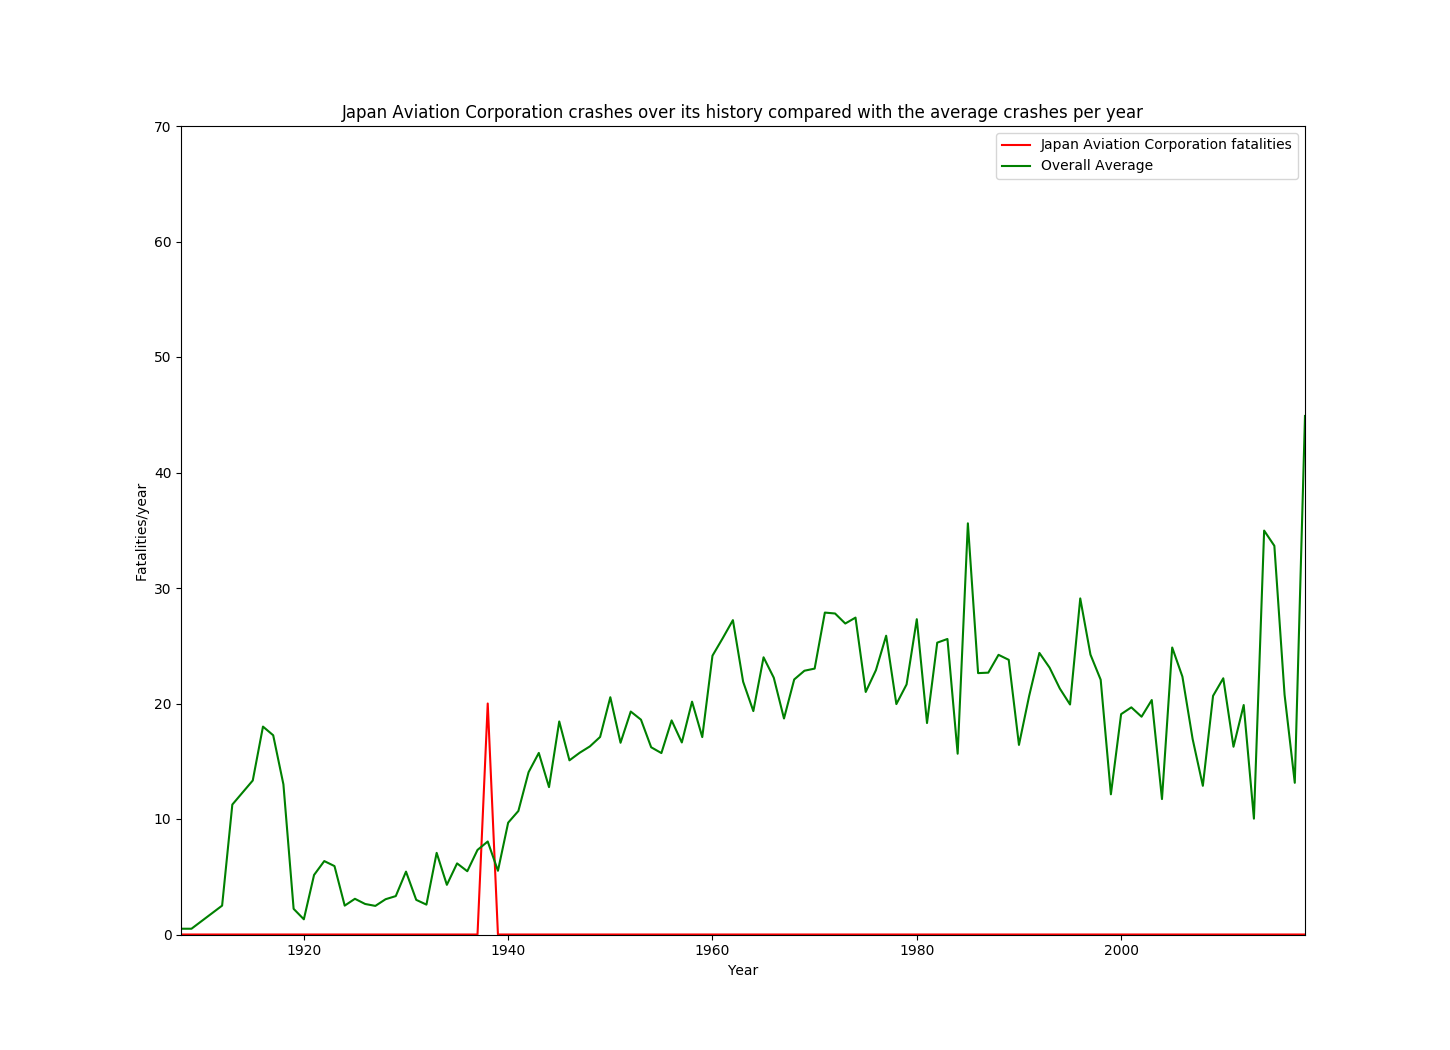 Japan Aviation Corporation crashes over its history compared with the average crashes per year
70
Japan Aviation Corporation fatalities
Overall Average
60
50
40
Fatalities/year
30
20
10
0
1920 1940 1960 1980 2000
Year